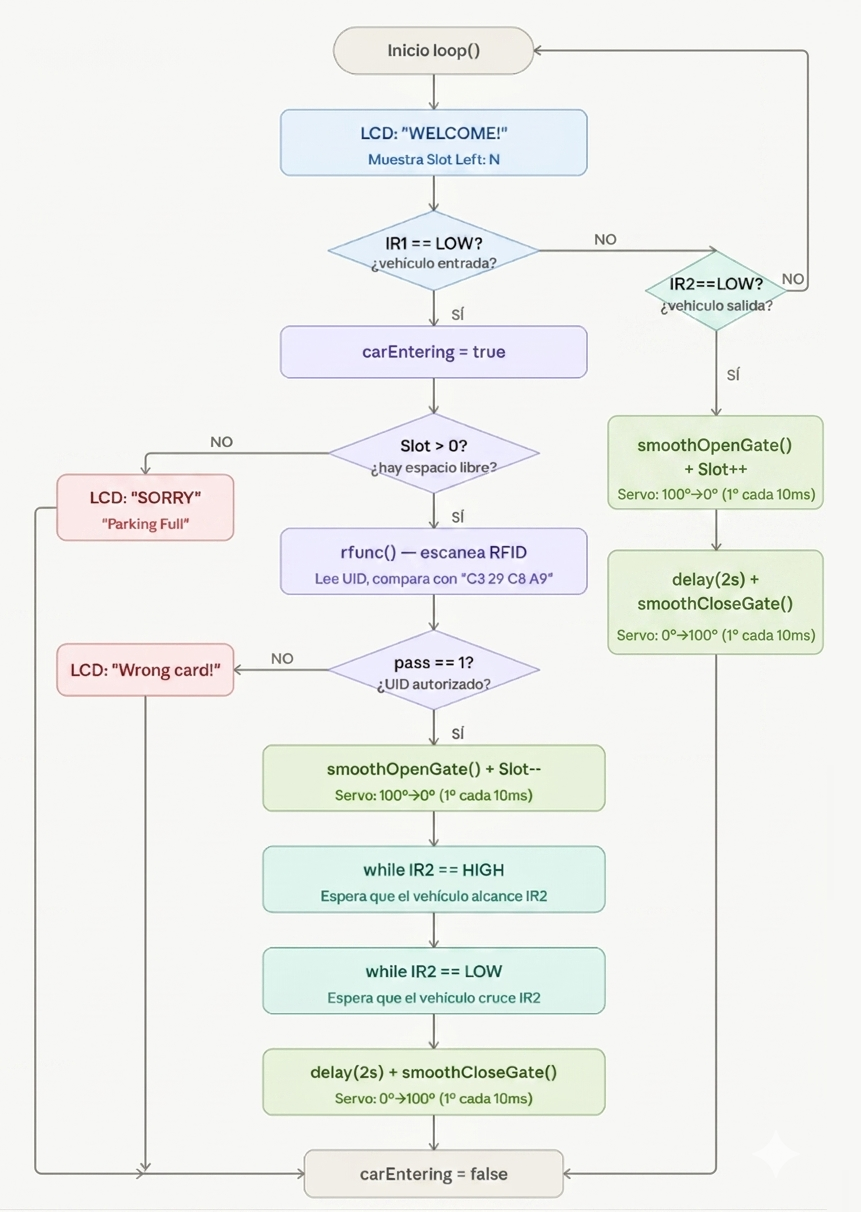 Inicio loop()
LCD: "WELCOME!"
Muestra Slot Left: N
IR1 == LOW?
¿vehículo entrada?
NO
IR2==LOW?
¿vehiculo salida?
NO
SÍ
carEntering = true
SÍ
Slot > 0?
¿hay espacio libre?
NO
LCD: "SORRY"
"Parking Full"
smoothOpenGate()
+ Slot++
Servo: 100°→0° (1° cada 10ms)
SÍ
rfunc() — escanea RFID
Lee UID, compara con "C3 29 C8 A9"
delay(2s) +
smoothCloseGate()
Servo: 0°→100° (1° cada 10ms)
pass == 1?
¿UID autorizado?
NO
LCD: "Wrong card!"
SÍ
smoothOpenGate() + Slot--
Servo: 100°→0° (1° cada 10ms)
while IR2 == HIGH
Espera que el vehículo alcance IR2
while IR2 == LOW
Espera que el vehículo cruce IR2
delay(2s) + smoothCloseGate()
Servo: 0°→100° (1° cada 10ms)
carEntering = false